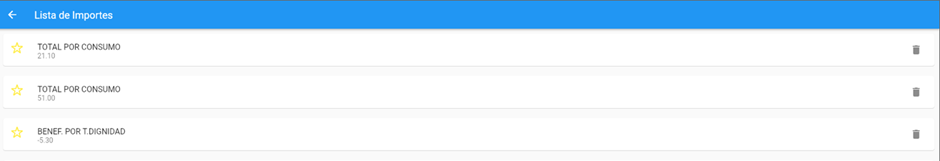 Lista de Importes
TOTAL POR CONSUMO
21.10
TOTAL POR CONSUMO
51.00
BENEF. POR T.DIGNIDAD
-5.30